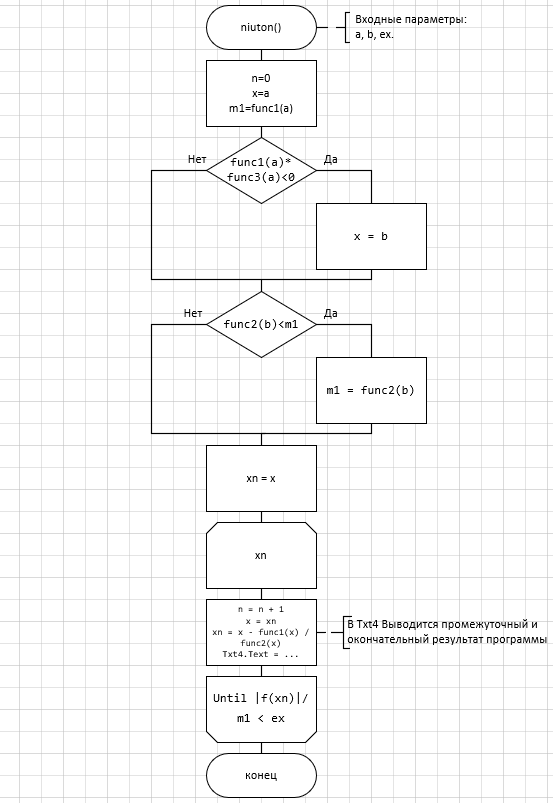 niuton()
Входные параметры:
a, b, ex.
n=0
x=a
m1=func1(a)
Нет
Да
func1(a)*
func3(a)<0
x = b
Нет
Да
func2(b)<m1
m1 = func2(b)
xn = x
xn
n = n + 1
x = xn
xn = x - func1(x) /
func2(x)
Txt4.Text = ...
В Txt4 Выводится промежуточный и
окончательный результат программы
Until |f(xn)|/
m1 < ex
конец